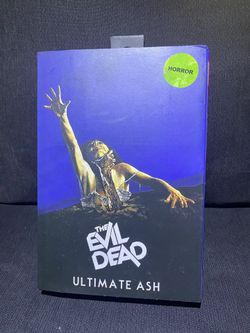 HORROR
THE
EVIL
DEAD
ULTIMATE ASH